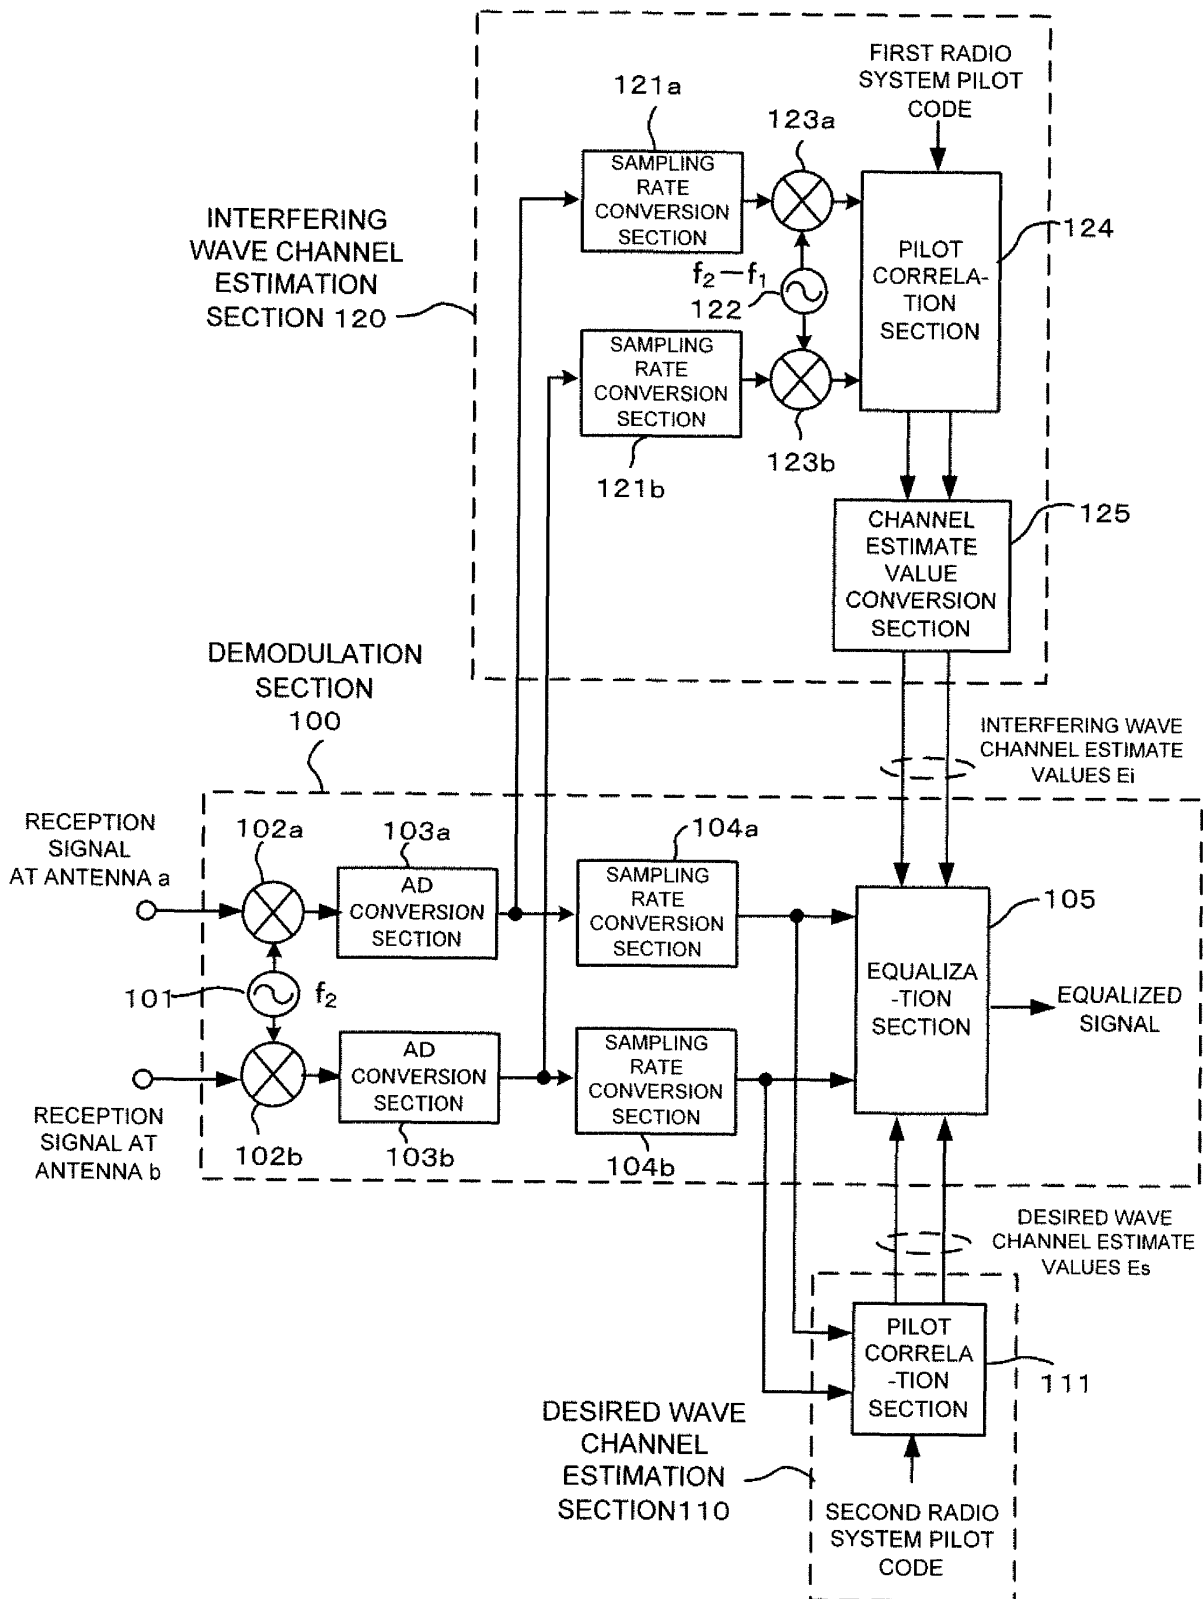 FIRST RADIO
SYSTEM PILOT
CODE
121a
123a
SAMPLING
RATE
CONVERSION
SECTION
INTERFERING
WAVE CHANNEL
ESTIMATION
SECTION 120
124
PILOT
CORRELA-
TION
SECTION
f2−f1
122
SAMPLING
RATE
CONVERSION
SECTION
123b
121b
125
CHANNEL
ESTIMATE
VALUE
CONVERSION
SECTION
DEMODULATION
SECTION
100
INTERFERING WAVE
CHANNEL ESTIMATE
VALUES Ei
RECEPTION
SIGNAL
AT ANTENNA a
102a
103a
104a
AD
CONVERSION
SECTION
SAMPLING
RATE
CONVERSION
SECTION
105
EQUALIZA
-TION
SECTION
EQUALIZED
SIGNAL
101
f2
AD
CONVERSION
SECTION
SAMPLING
RATE
CONVERSION
SECTION
RECEPTION
SIGNAL AT
ANTENNA b
102b
103b
104b
DESIRED WAVE
CHANNEL ESTIMATE
VALUES Es
PILOT
CORRELA
-TION
SECTION
111
DESIRED WAVE
CHANNEL
ESTIMATION
SECTION110
SECOND RADIO
SYSTEM PILOT
CODE